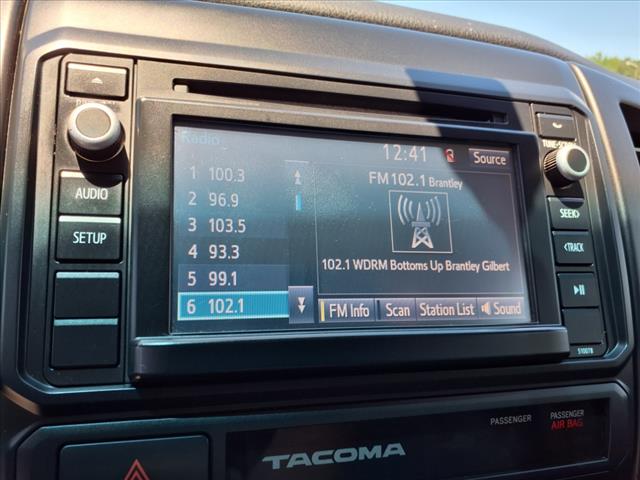 Radio
12:41
Source
1 100.3
2 96.9
3 103.5
4 93.3
5 99.1
6 102.1
FM 102.1 Brantley
102.1 WDRM Bottoms Up Brantley Gilbert
FM Info
Scan
Station List
Sound
AUDIO
SETUP
SEEK>
<TRACK
510078
PASSENGER
PASSENGER
AIR BAG
TACOMA